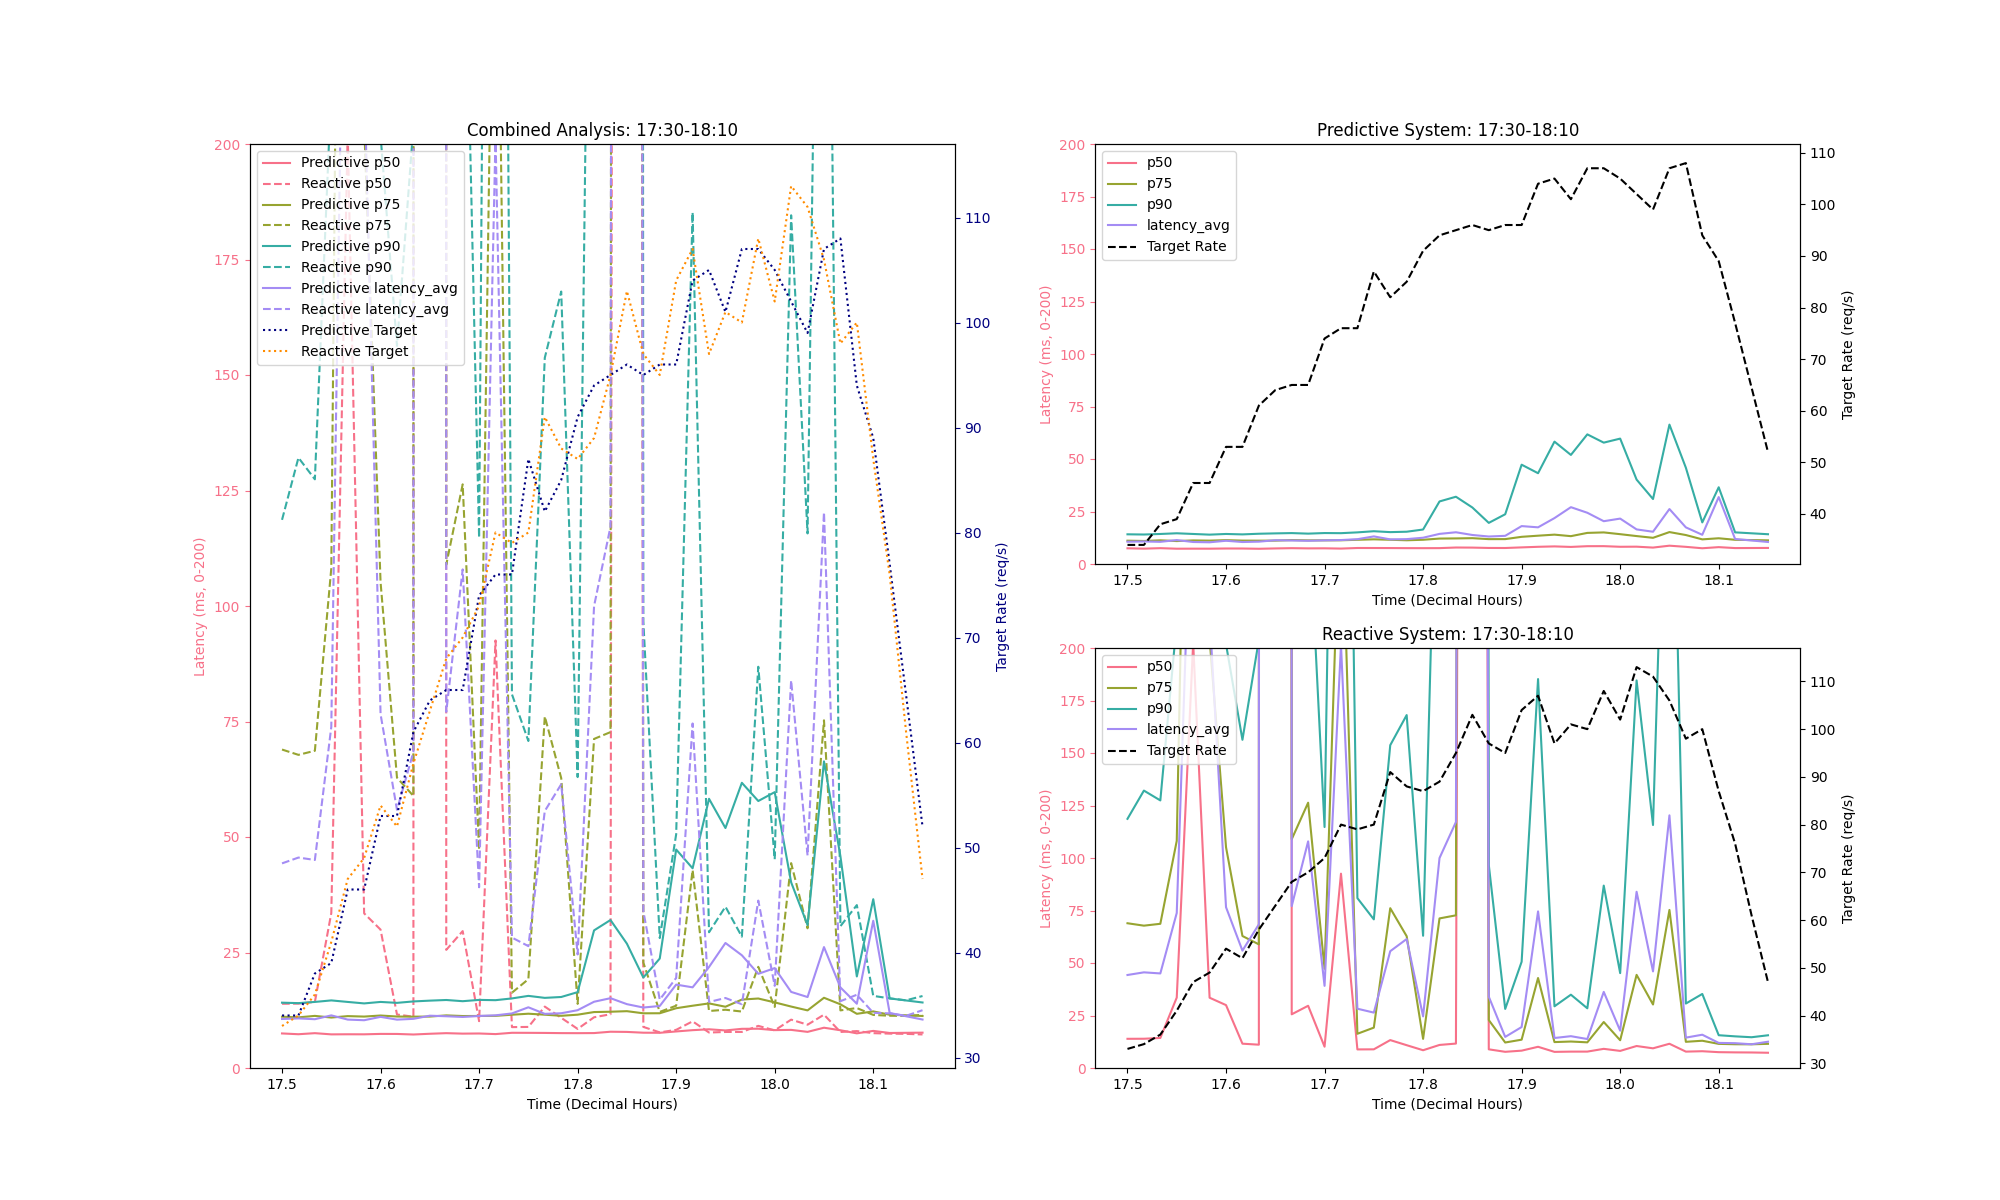 Combined Analysis: 17:30-18:10
200
175
150
125
100
75
50
25
0
Latency (ms, 0-200)
Predictive p50
Reactive p50
Predictive p75
Reactive p75
Predictive p90
Reactive p90
Predictive latency_avg
Reactive latency_avg
Predictive Target
Reactive Target
110
100
90
80
70
60
50
40
30
Target Rate (req/s)
17.5 17.6 17.7 17.8 17.9 18.0 18.1
Time (Decimal Hours)
Predictive System: 17:30-18:10
200
175
150
125
100
75
50
25
0
Latency (ms, 0-200)
p50
p75
p90
latency_avg
Target Rate
110
100
90
80
70
60
50
40
Target Rate (req/s)
17.5 17.6 17.7 17.8 17.9 18.0 18.1
Time (Decimal Hours)
Reactive System: 17:30-18:10
200
175
150
125
100
75
50
25
0
Latency (ms, 0-200)
p50
p75
p90
latency_avg
Target Rate
110
100
90
80
70
60
50
40
30
Target Rate (req/s)
17.5 17.6 17.7 17.8 17.9 18.0 18.1
Time (Decimal Hours)